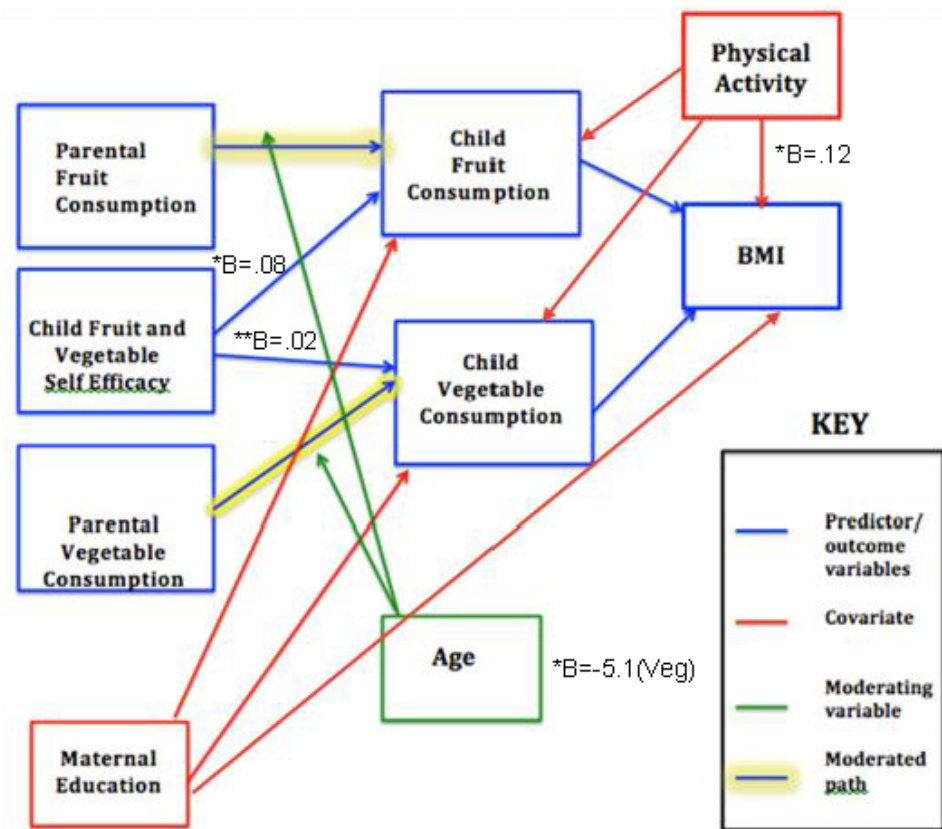 Physical
Activity
Parental
Fruit
Consumption
Child
Fruit
Consumption
*B=.12
BMI
*B=.08
Child Fruit and
Vegetable
Self Efficacy
**B=.02
Child
Vegetable
Consumption
KEY
Parental
Vegetable
Consumption
Predictor/
outcome
variables
Covariate
Age
*B=-5.1(Veg)
Moderating
variable
Maternal
Education
Moderated
path